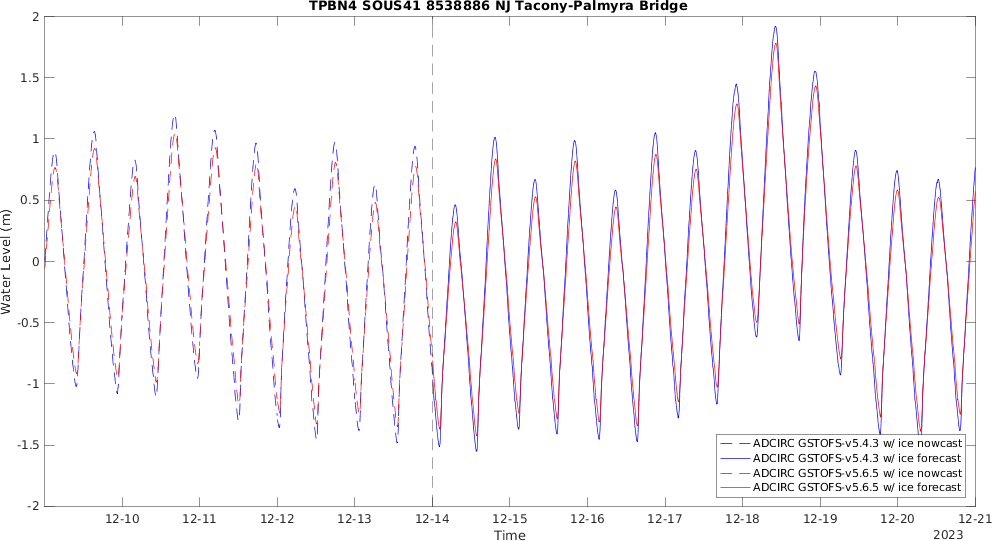 TPBN4 SOUS41 8538886 NJ Tacony-Palmyra Bridge
2
1.5
1
0.5
0
-0.5
-1
-1.5
-2
Water Level (m)
12-10 12-11 12-12 12-13 12-14 12-15 12-16 12-17 12-18 12-19 12-20 12-21
Time
2023
ADCIRC GSTOFS-v5.4.3 w/ ice nowcast
ADCIRC GSTOFS-v5.4.3 w/ ice forecast
ADCIRC GSTOFS-v5.6.5 w/ ice nowcast
ADCIRC GSTOFS-v5.6.5 w/ ice forecast